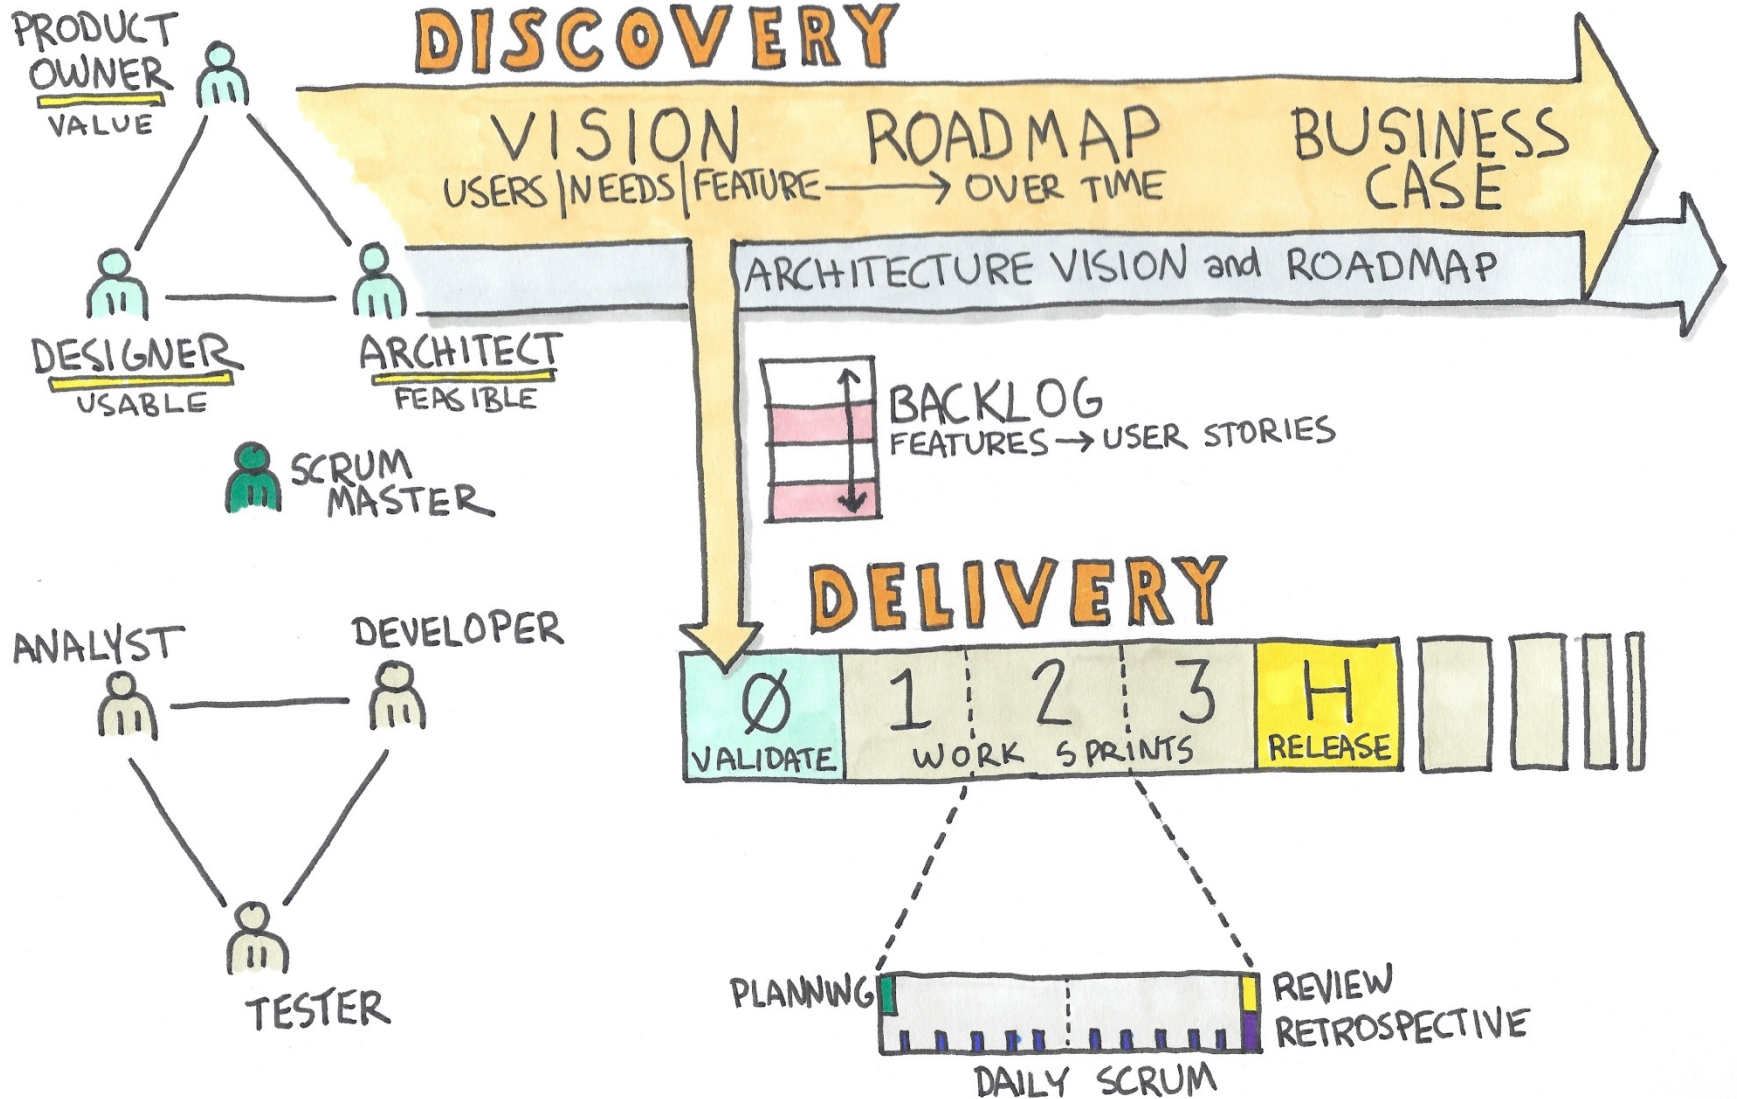 PRODUCT
OWNER
VALUE
DISCOVERY
VISION
USERS | NEEDS | FEATURE → OVER TIME
ROADMAP
BUSINESS
CASE
ARCHITECTURE VISION and ROADMAP
DESIGNER
USABLE
ARCHITECT
FEASIBLE
SCRUM
MASTER
BACKLOG
FEATURES → USER STORIES
ANALYST
DEVELOPER
TESTER
DELIVERY
Ø
VALIDATE
1 2 3
WORK SPRINTS
H
RELEASE
PLANNING
REVIEW
RETROSPECTIVE
DAILY SCRUM